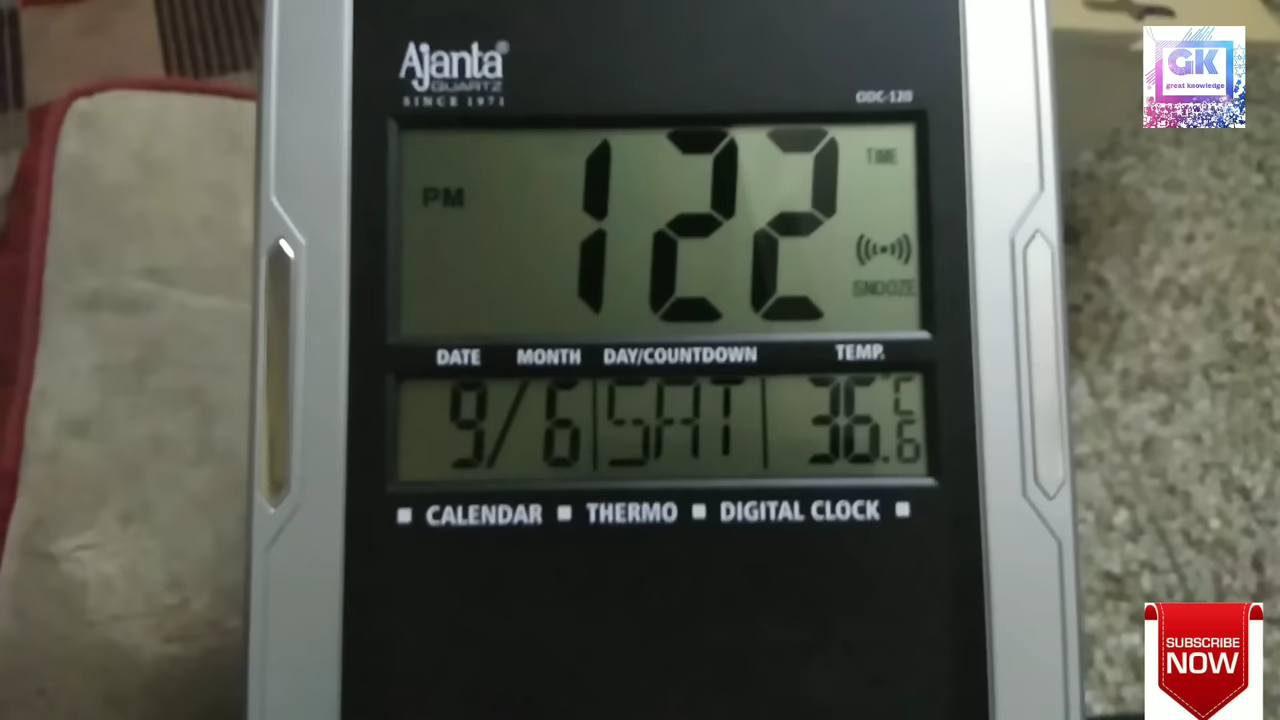 Ajanta®
QUARTZ
SINCE 1971
ODC-120
GK
great knowledge
TIME
PM 122
SNOOZE
DATE MONTH DAY/COUNTDOWN TEMP.
9/6 SAT 36.6 C
CALENDAR THERMO DIGITAL CLOCK
SUBSCRIBE
NOW